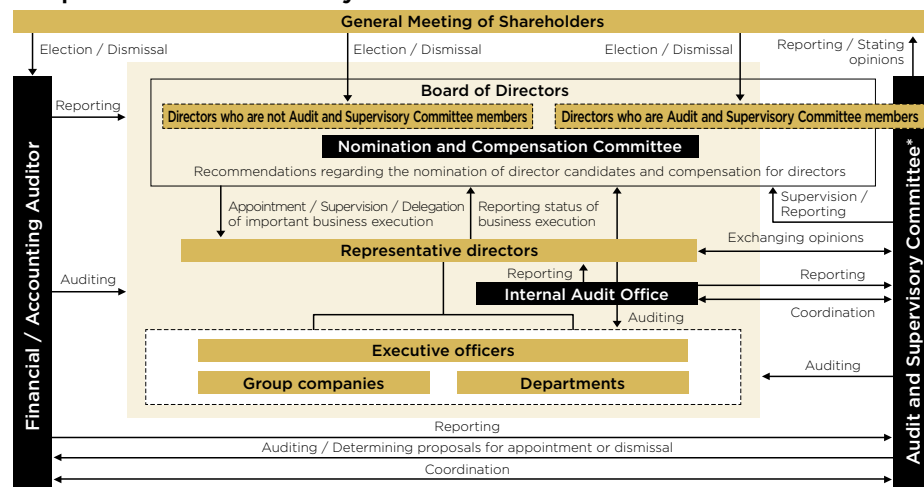 General Meeting of Shareholders
Election / Dismissal
Election / Dismissal
Election / Dismissal
Reporting / Stating
opinions
Financial / Accounting Auditor
Audit and Supervisory Committee*
Reporting
Board of Directors
Directors who are not Audit and Supervisory Committee members
Directors who are Audit and Supervisory Committee members
Nomination and Compensation Committee
Recommendations regarding the nomination of director candidates and compensation for directors
Appointment / Supervision / Delegation
of important business execution
Reporting status of
business execution
Supervision /
Reporting
Representative directors
Exchanging opinions
Auditing
Reporting
Internal Audit Office
Reporting
Coordination
Auditing
Executive officers
Group companies
Departments
Auditing
Reporting
Auditing / Determining proposals for appointment or dismissal
Coordination